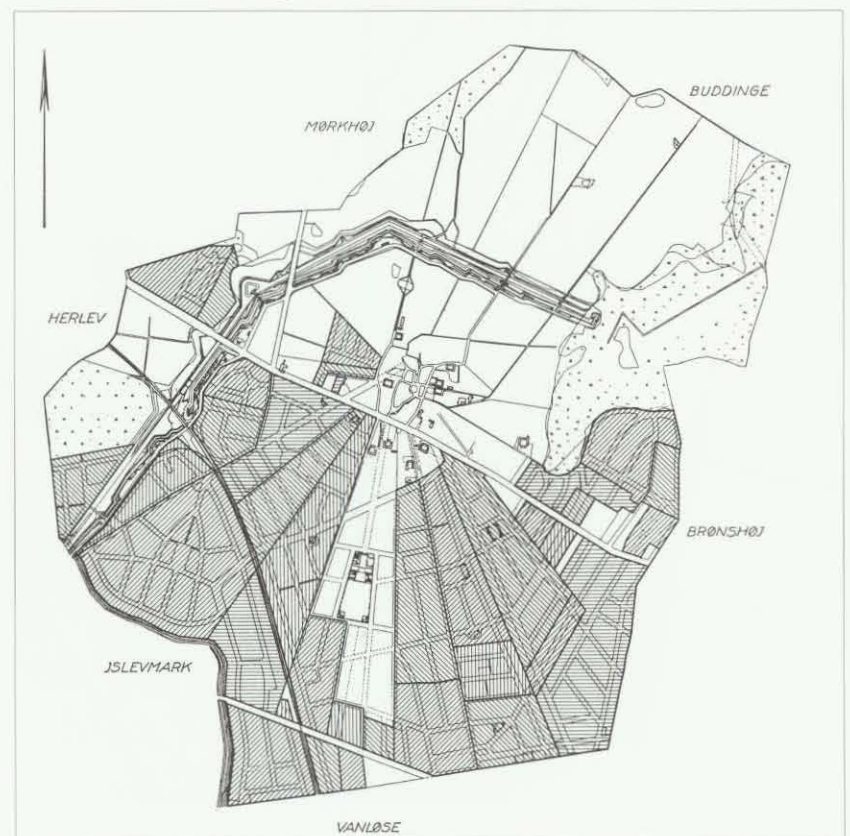 BUDDINGE
MØRKHØJ
HERLEV
BRØNSHØJ
JSLEVMARK
VANLØSE